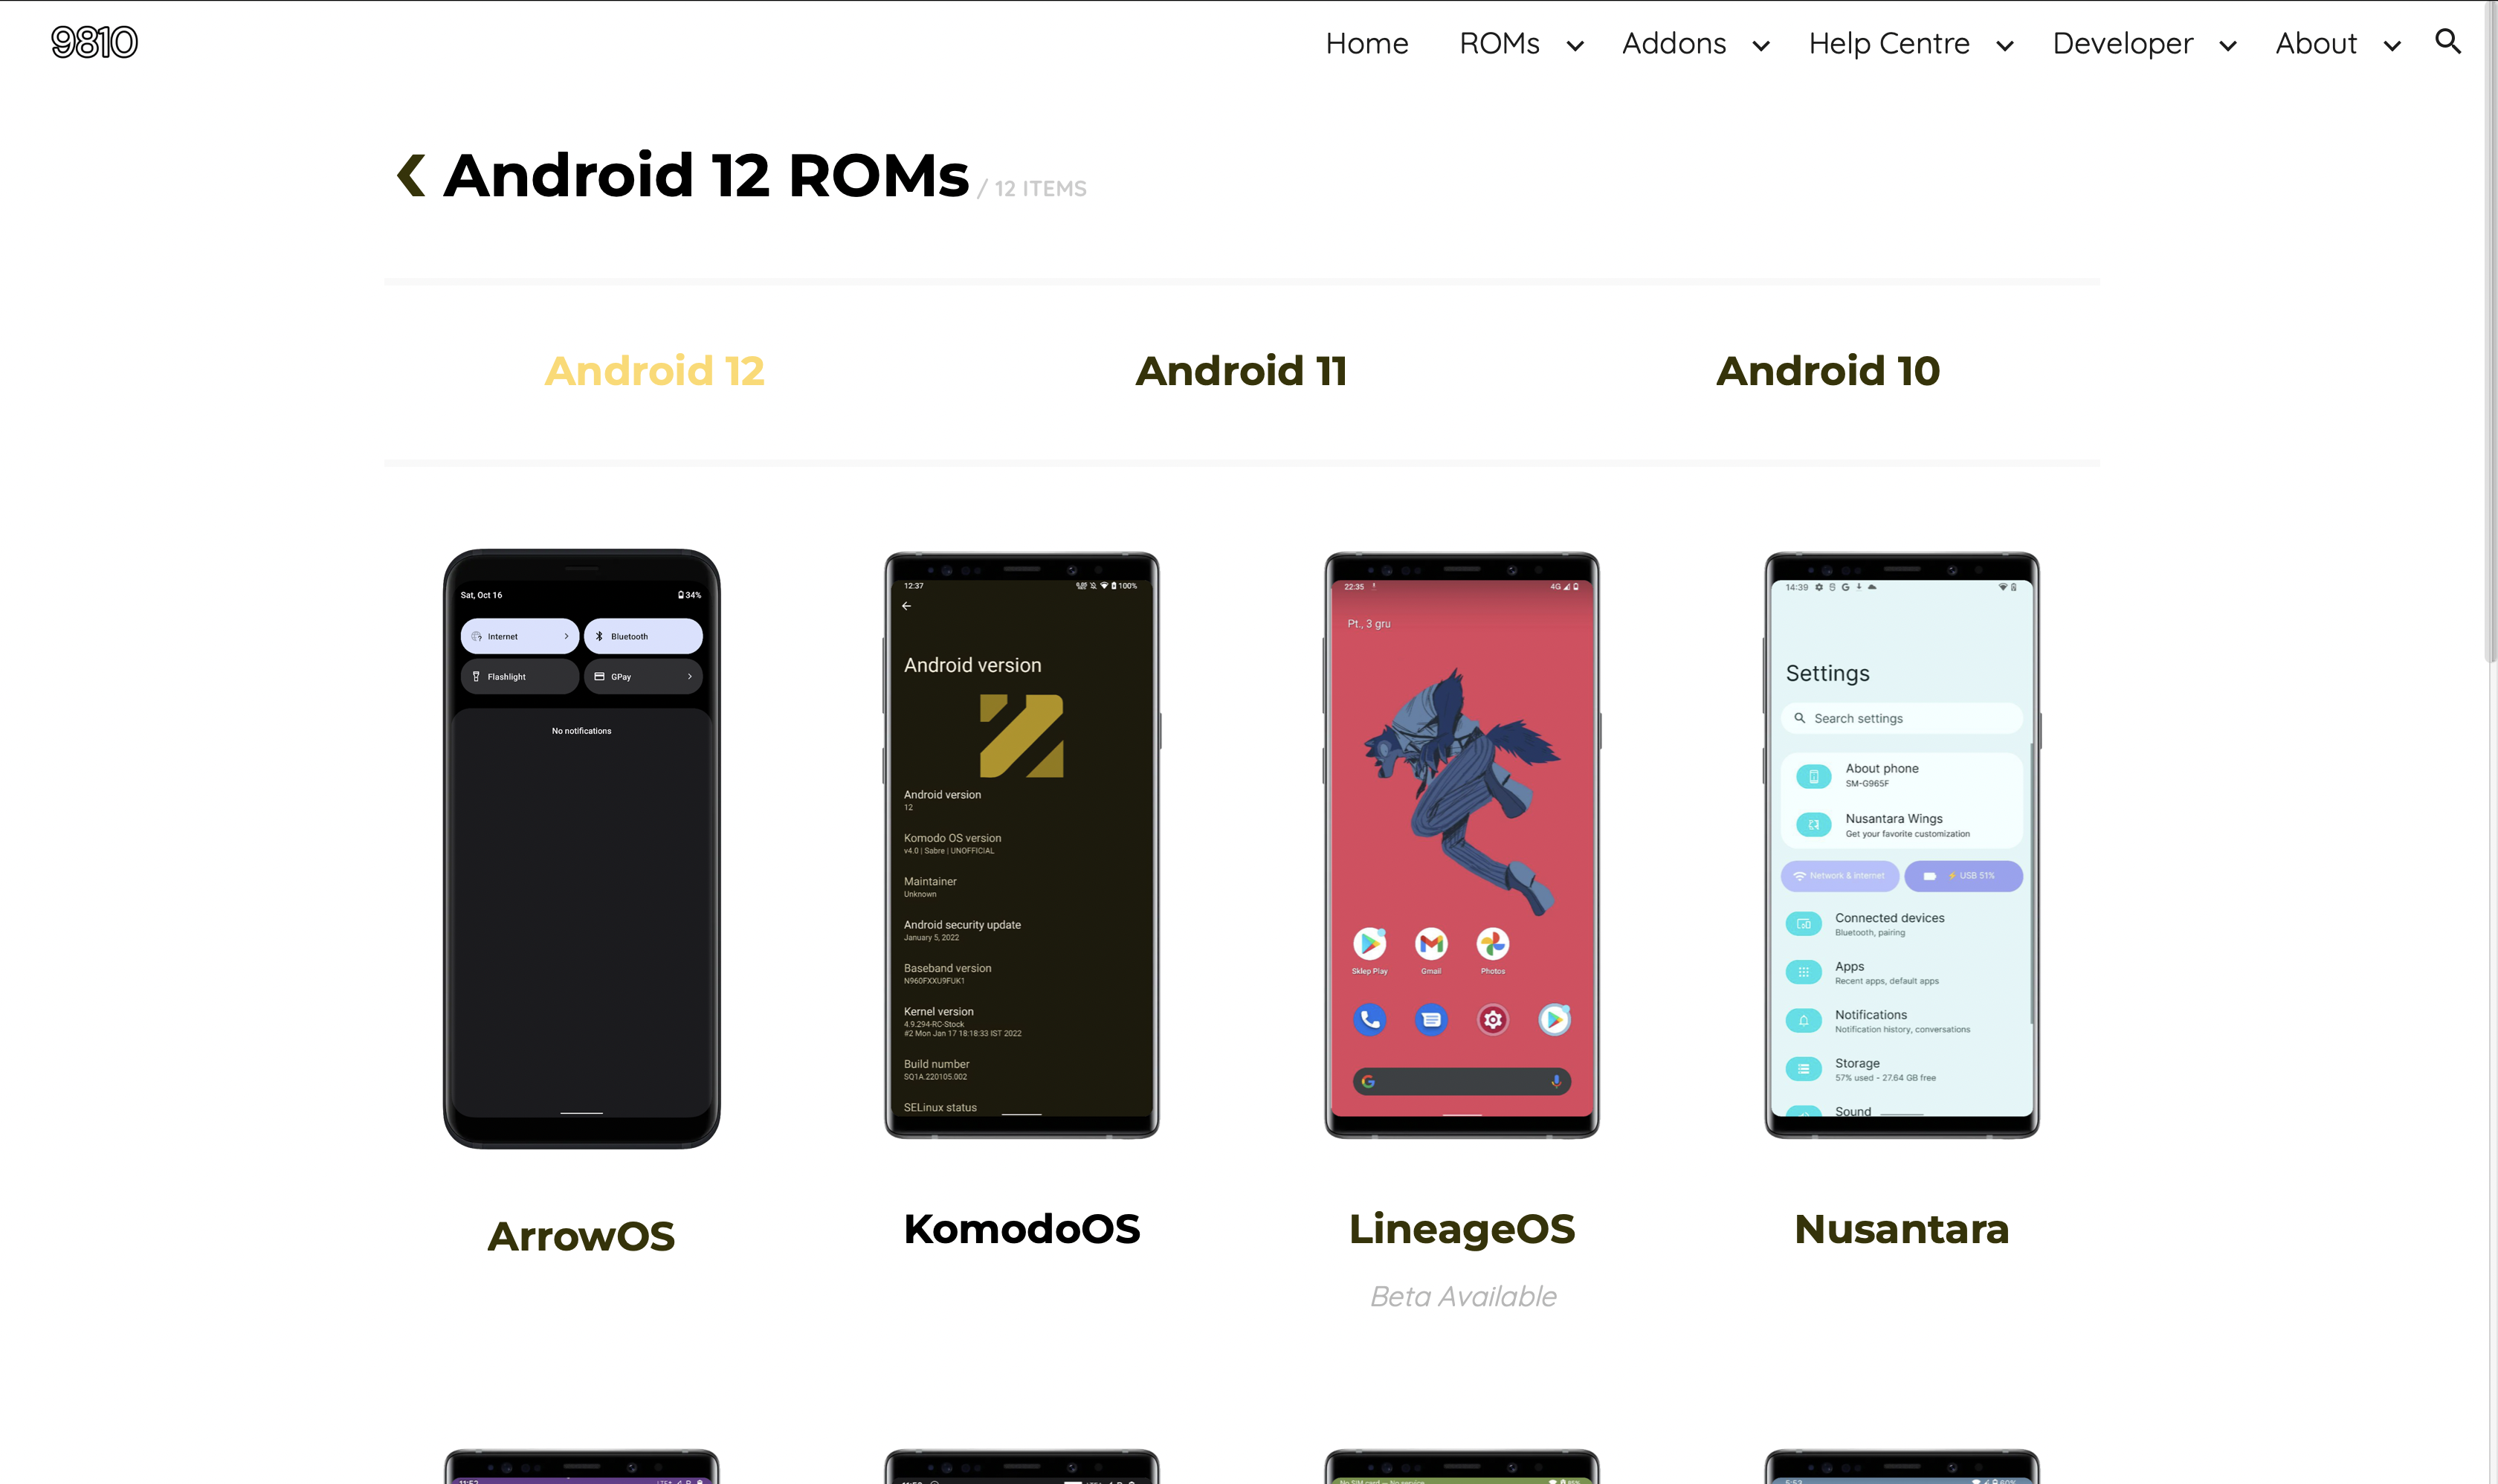 9810
Home ROMs Addons Help Centre Developer About
Android 12 ROMs / 12 ITEMS
Android 12 Android 11 Android 10
Sat, Oct 16 34%
Internet Bluetooth
Flashlight GPay
No notifications
ArrowOS
12:37 100%
Android version
Android version
12
Komodo OS version
v4.0 | Sabre | UNOFFICIAL
Maintainer
Unknown
Android security update
January 5, 2022
Baseband version
N960FXXU9FUK1
Kernel version
4.9.294-RC-Stock
#2 Mon Jan 17 18:18:33 IST 2022
Build number
SQ1A.220105.002
SELinux status
KomodoOS
22:35 4G
Pt., 3 gru
Sklep Play Gmail Photos
LineageOS
Beta Available
14:39
Settings
Search settings
About phone
SM-G965F
Nusantara Wings
Get your favorite customization
Network & internet USB 51%
Connected devices
Bluetooth, pairing
Apps
Recent apps, default apps
Notifications
Notification history, conversations
Storage
57% used - 27.64 GB free
Sound
Nusantara
No SIM card — No service